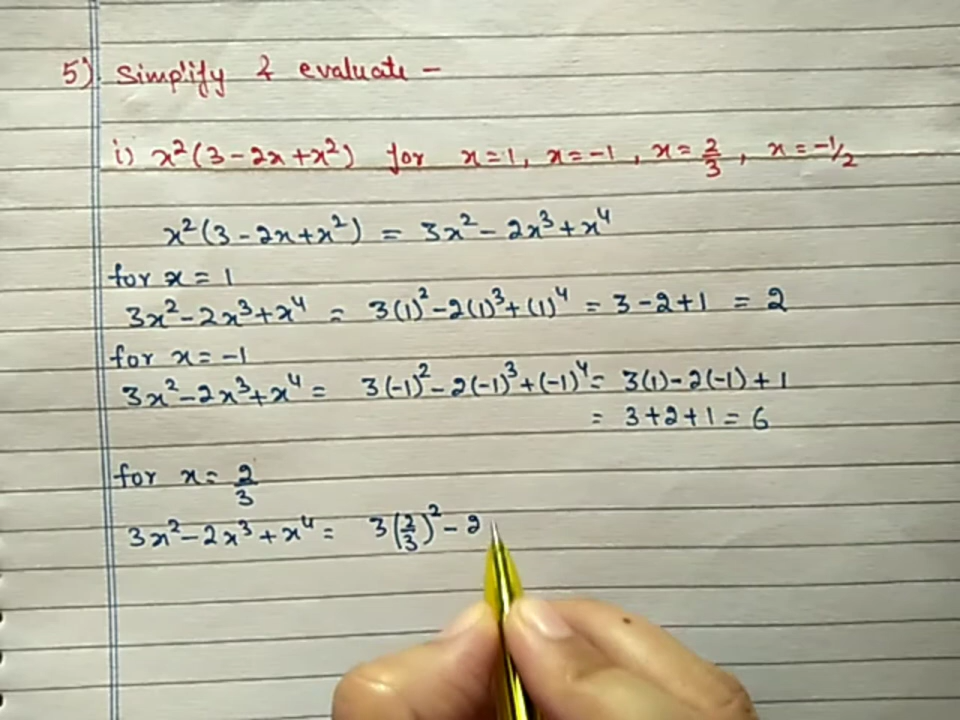 5) Simplify & evaluate -
i) x²(3-2x+x²) for x=1, x=-1, x=2/3, x=-1/2
x²(3-2x+x²) = 3x²-2x³+x⁴
for x=1
3x²-2x³+x⁴ = 3(1)²-2(1)³+(1)⁴ = 3-2+1 = 2
for x=-1
3x²-2x³+x⁴ = 3(-1)²-2(-1)³+(-1)⁴ = 3(1)-2(-1)+1
= 3+2+1 = 6
for x=2/3
3x²-2x³+x⁴ = 3(2/3)²-2